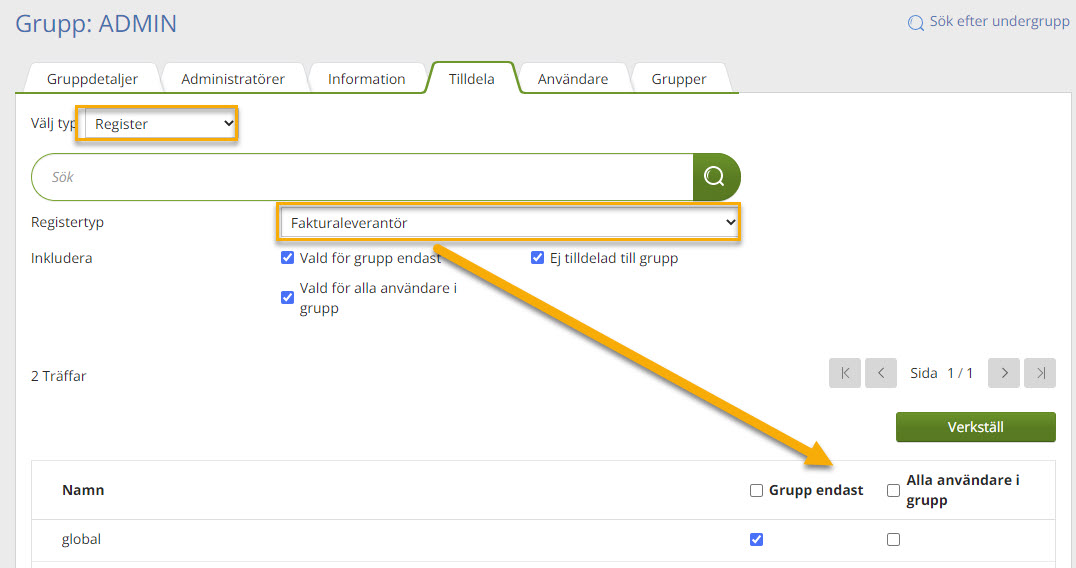 Grupp: ADMIN
Sök efter undergrupp
Gruppdetaljer Administratörer Information Tilldela Användare Grupper
Välj typ Register
Sök
Registertyp Fakturaleverantör
Inkludera Vald för grupp endast Ej tilldelad till grupp
Vald för alla användare i
grupp
2 Träffar Sida 1 / 1
Verkställ
Namn Grupp endast Alla användare i
grupp
global